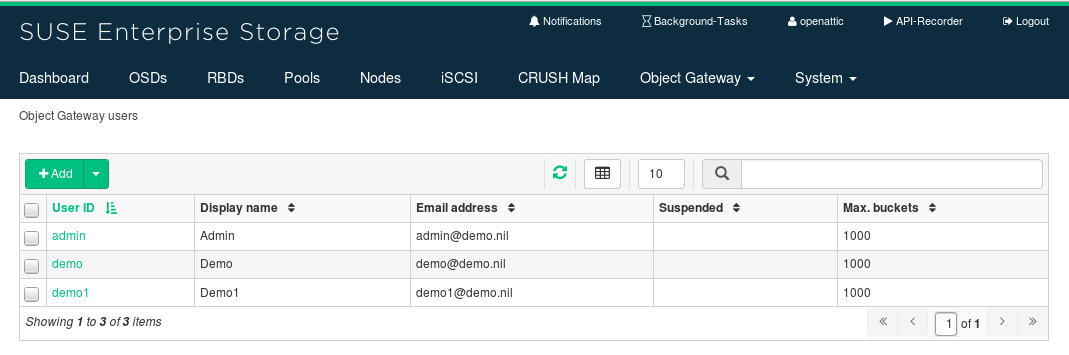 SUSE Enterprise Storage
Notifications Background-Tasks openattic API-Recorder Logout
Dashboard OSDs RBDs Pools Nodes iSCSI CRUSH Map Object Gateway System
Object Gateway users
Add 10
User ID Display name Email address Suspended Max. buckets
admin Admin admin@demo.nil 1000
demo Demo demo@demo.nil 1000
demo1 Demo1 demo1@demo.nil 1000
Showing 1 to 3 of 3 items 1 of 1